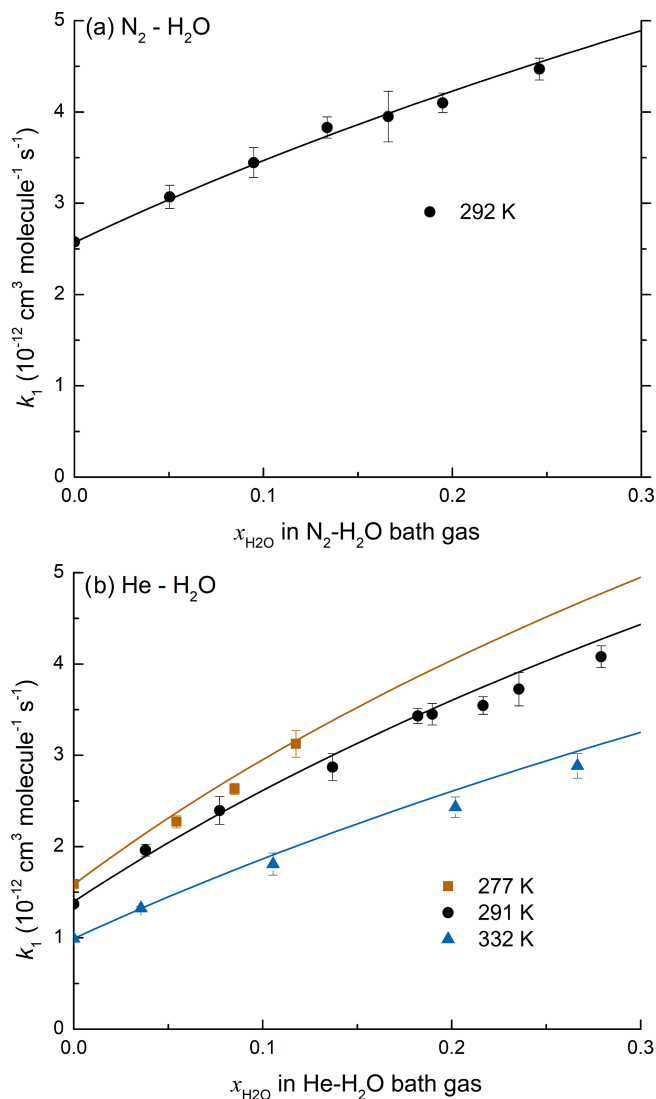 (a) N₂ - H₂O
5
4
3
2
1
0
0.0 0.1 0.2 0.3
k₁ (10⁻¹² cm³ molecule⁻¹ s⁻¹)
292 K
xH2O in N₂-H₂O bath gas
(b) He - H₂O
5
4
3
2
1
0
0.0 0.1 0.2 0.3
k₁ (10⁻¹² cm³ molecule⁻¹ s⁻¹)
277 K
291 K
332 K
xH2O in He-H₂O bath gas